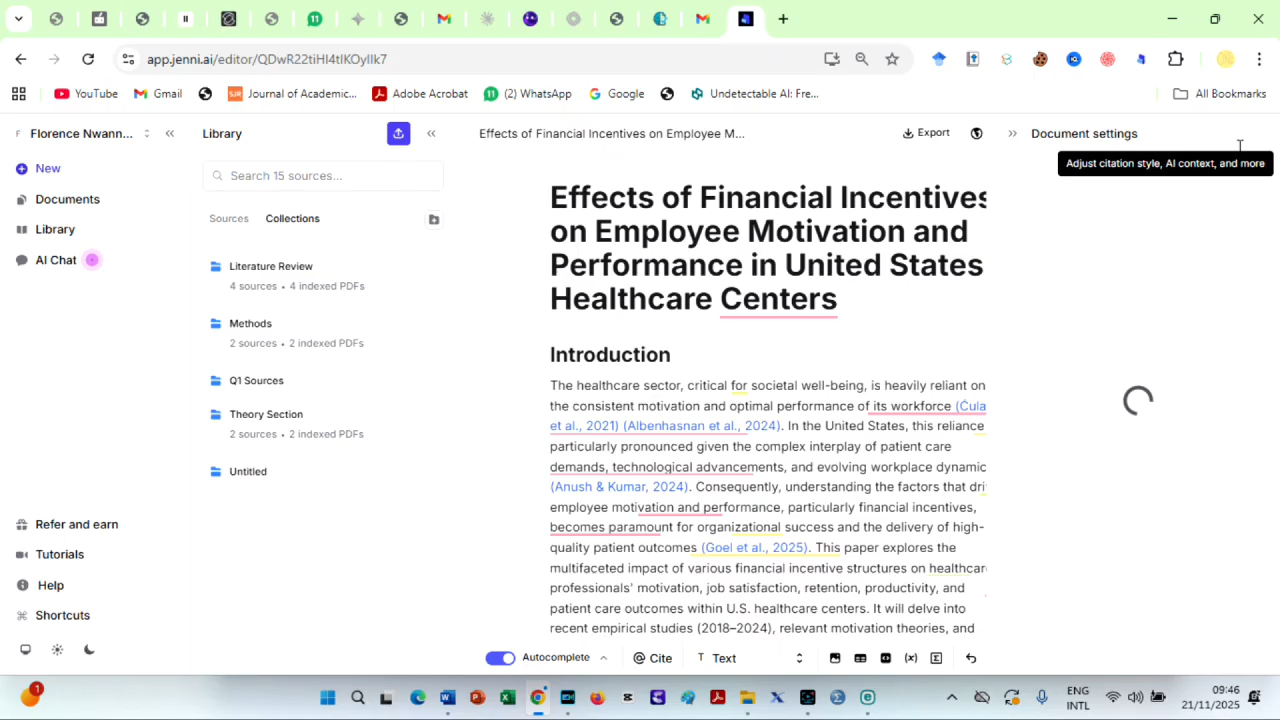 11
app.jenni.ai/editor/QDwR22tiHI4tIKOyIIk7
YouTube
Gmail
SJR
Journal of Academic...
Adobe Acrobat
11
(2) WhatsApp
Google
Undetectable AI: Fre...
All Bookmarks
F
Florence Nwann...
New
Documents
Library
AI Chat
Refer and earn
Tutorials
Help
Shortcuts
Library
Search 15 sources...
Sources
Collections
Literature Review
4 sources • 4 indexed PDFs
Methods
2 sources • 2 indexed PDFs
Q1 Sources
Theory Section
2 sources • 2 indexed PDFs
Untitled
Effects of Financial Incentives on Employee M...
Export
Effects of Financial Incentives
on Employee Motivation and
Performance in United States
Healthcare Centers
Introduction
The healthcare sector, critical for societal well-being, is heavily reliant on
the consistent motivation and optimal performance of its workforce (Ćula
et al., 2021) (Albenhasnan et al., 2024). In the United States, this reliance
particularly pronounced given the complex interplay of patient care
demands, technological advancements, and evolving workplace dynamic
(Anush & Kumar, 2024). Consequently, understanding the factors that dri
employee motivation and performance, particularly financial incentives,
becomes paramount for organizational success and the delivery of high-
quality patient outcomes (Goel et al., 2025). This paper explores the
multifaceted impact of various financial incentive structures on healthcare
professionals' motivation, job satisfaction, retention, productivity, and
patient care outcomes within U.S. healthcare centers. It will delve into
recent empirical studies (2018–2024), relevant motivation theories, and
Autocomplete
@ Cite
T Text
(x)
Σ
Document settings
Adjust citation style, AI context, and more
1
ENG
INTL
09:46
21/11/2025